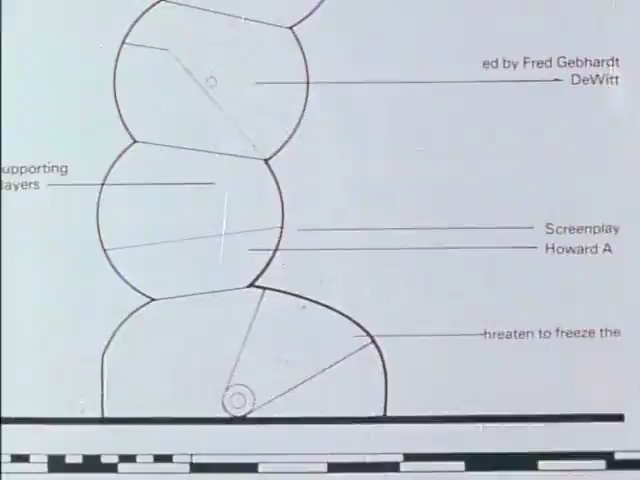 ed by Fred Gebhardt
DeWitt
upporting
layers
Screenplay
Howard A
hreaten to freeze the